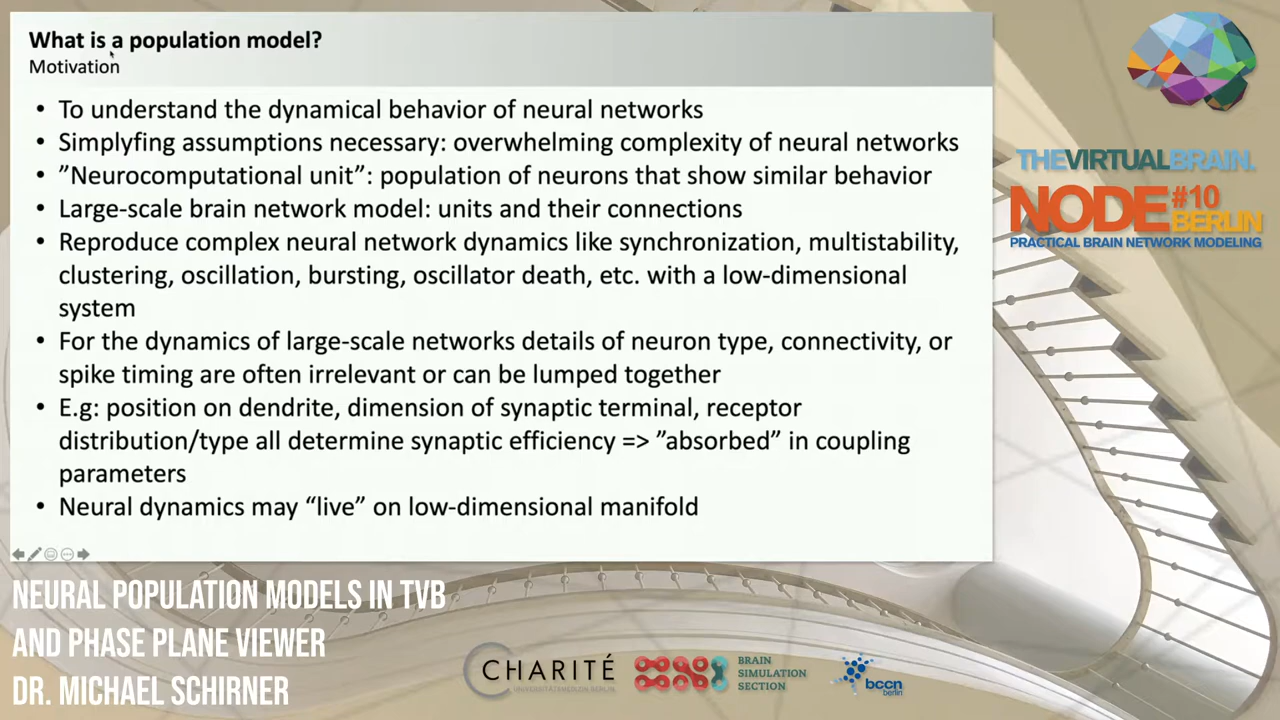 What is a population model?
Motivation
• To understand the dynamical behavior of neural networks
• Simplyfing assumptions necessary: overwhelming complexity of neural networks
• ”Neurocomputational unit”: population of neurons that show similar behavior
• Large-scale brain network model: units and their connections
• Reproduce complex neural network dynamics like synchronization, multistability,
clustering, oscillation, bursting, oscillator death, etc. with a low-dimensional
system
• For the dynamics of large-scale networks details of neuron type, connectivity, or
spike timing are often irrelevant or can be lumped together
• E.g: position on dendrite, dimension of synaptic terminal, receptor
distribution/type all determine synaptic efficiency => ”absorbed” in coupling
parameters
• Neural dynamics may “live” on low-dimensional manifold
THEVIRTUALBRAIN.
NODE #10
BERLIN
PRACTICAL BRAIN NETWORK MODELING
NEURAL POPULATION MODELS IN TVB
AND PHASE PLANE VIEWER
DR. MICHAEL SCHIRNER
CHARITÉ
UNIVERSITÄTSMEDIZIN BERLIN
BRAIN
SIMULATION
SECTION
bccn
berlin